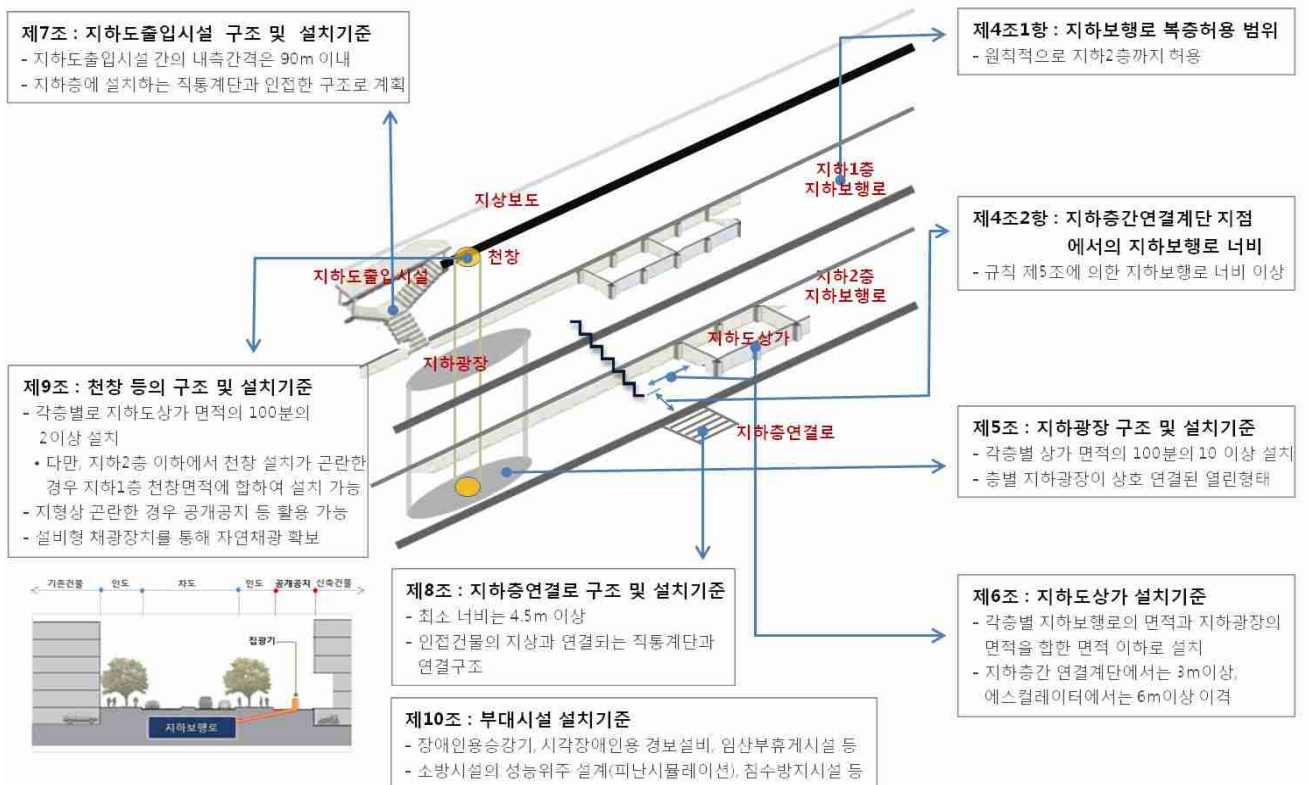 제7조 : 지하도출입시설 구조 및 설치기준
- 지하도출입시설 간의 내측간격은 90m 이내
- 지하층에 설치하는 직통계단과 인접한 구조로 계획
제4조1항 : 지하보행로 복증허용 범위
- 원칙적으로 지하2층까지 허용
지하1층
지하보행로
지상보도
천창
지하도출입시설
제4조2항 : 지하층간연결계단 지점
에서의 지하보행로 너비
- 규칙 제5조에 의한 지하보행로 너비 이상
지하2층
지하보행로
지하도상가
지하광장
지하층연결로
제9조 : 천창 등의 구조 및 설치기준
- 각층별로 지하도상가 면적의 100분의
2이상 설치
• 다만, 지하2층 이하에서 천창 설치가 곤란한
경우 지하1층 천창면적에 합하여 설치 가능
- 지형상 곤란한 경우 공개공지 등 활용 가능
- 설비형 채광장치를 통해 자연채광 확보
제5조 : 지하광장 구조 및 설치기준
- 각층별 상가 면적의 100분의 10 이상 설치
- 층별 지하광장이 상호 연결된 열린형태
기존건물 인도 차도 인도 공개공지 신축건물
집광기
지하보행로
제8조 : 지하층연결로 구조 및 설치기준
- 최소 너비는 4.5m 이상
- 인접건물의 지상과 연결되는 직통계단과
연결구조
제6조 : 지하도상가 설치기준
- 각층별 지하보행로의 면적과 지하광장의
면적을 합한 면적 이하로 설치
- 지하층간 연결계단에서는 3m이상,
에스컬레이터에서는 6m이상 이격
제10조 : 부대시설 설치기준
- 장애인용승강기, 시각장애인용 경보설비, 임산부휴게시설 등
- 소방시설의 성능위주 설계(피난시뮬레이션), 침수방지시설 등